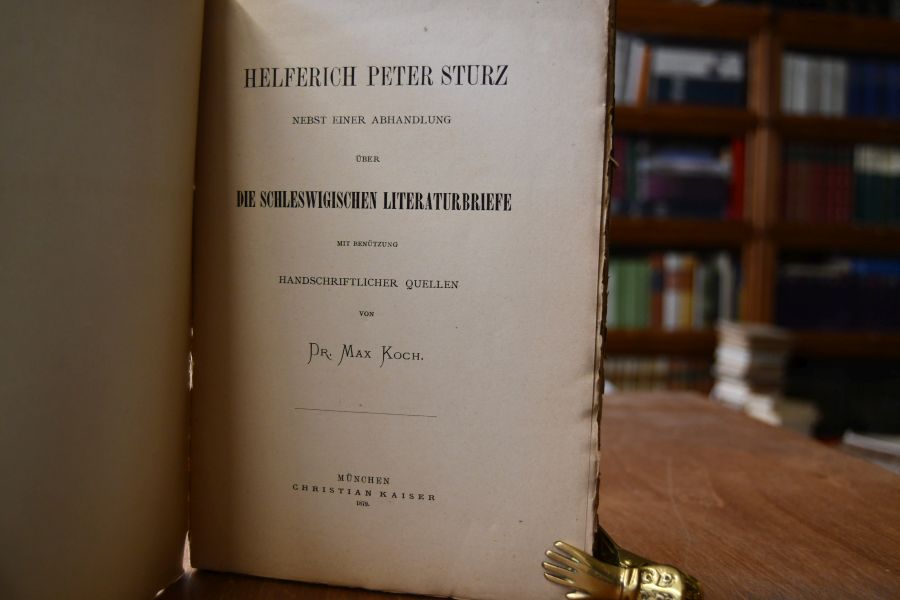 HELFERICH PETER STURZ
NEBST EINER ABHANDLUNG
ÜBER
DIE SCHLESWIGISCHEN LITERATURBRIEFE
MIT BENÜTZUNG
HANDSCHRIFTLICHER QUELLEN
VON
DR. MAX KOCH.
MÜNCHEN
CHRISTIAN KAISER
1879.